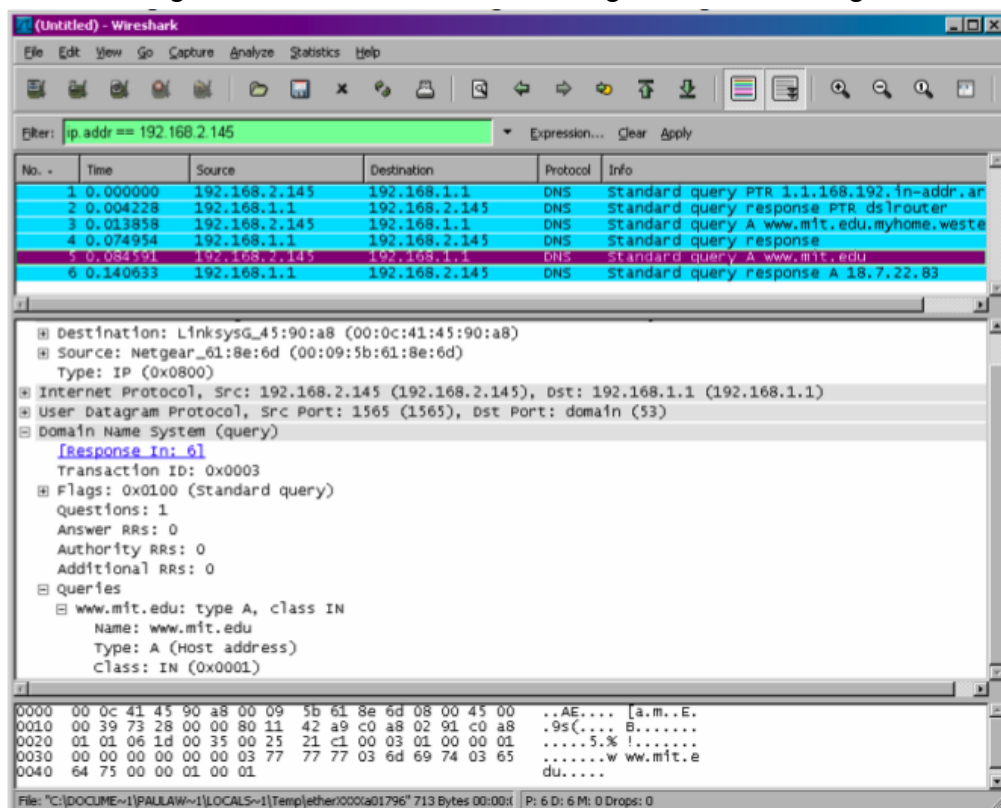 (Untitled) - Wireshark
File Edit View Go Capture Analyze Statistics Help
Filter: ip.addr == 192.168.2.145 Expression... Clear Apply
No. - Time Source Destination Protocol Info
1 0.000000 192.168.2.145 192.168.1.1 DNS Standard query PTR 1.1.168.192.in-addr.ar
2 0.004228 192.168.1.1 192.168.2.145 DNS Standard query response PTR dslrouter
3 0.013858 192.168.2.145 192.168.1.1 DNS Standard query A www.mit.edu.myhome.weste
4 0.074954 192.168.1.1 192.168.2.145 DNS Standard query response
5 0.084591 192.168.2.145 192.168.1.1 DNS Standard query A www.mit.edu
6 0.140633 192.168.1.1 192.168.2.145 DNS Standard query response A 18.7.22.83
Destination: LinksysG_45:90:a8 (00:0c:41:45:90:a8)
Source: Netgear_61:8e:6d (00:09:5b:61:8e:6d)
Type: IP (0x0800)
Internet Protocol, Src: 192.168.2.145 (192.168.2.145), Dst: 192.168.1.1 (192.168.1.1)
User Datagram Protocol, Src Port: 1565 (1565), Dst Port: domain (53)
Domain Name System (query)
[Response In: 6]
Transaction ID: 0x0003
Flags: 0x0100 (Standard query)
Questions: 1
Answer RRs: 0
Authority RRs: 0
Additional RRs: 0
Queries
www.mit.edu: type A, class IN
Name: www.mit.edu
Type: A (Host address)
Class: IN (0x0001)
0000 00 0c 41 45 90 a8 00 09 5b 61 8e 6d 08 00 45 00 ..AE.... [a.m..E.
0010 00 39 73 28 00 00 80 11 42 a9 c0 a8 02 91 c0 a8 .9s(.... B.......
0020 01 01 06 1d 00 35 00 25 21 c1 00 03 01 00 00 01 .....5.% !.......
0030 00 00 00 00 00 00 03 77 77 77 03 6d 69 74 03 65 .......w ww.mit.e
0040 64 75 00 00 01 00 01 du.....
File: "C:\DOCUME~1\PAULAW~1\LOCALS~1\Temp\etherXXXXa01796" 713 Bytes 00:00:( P: 6 D: 6 M: 0 Drops: 0